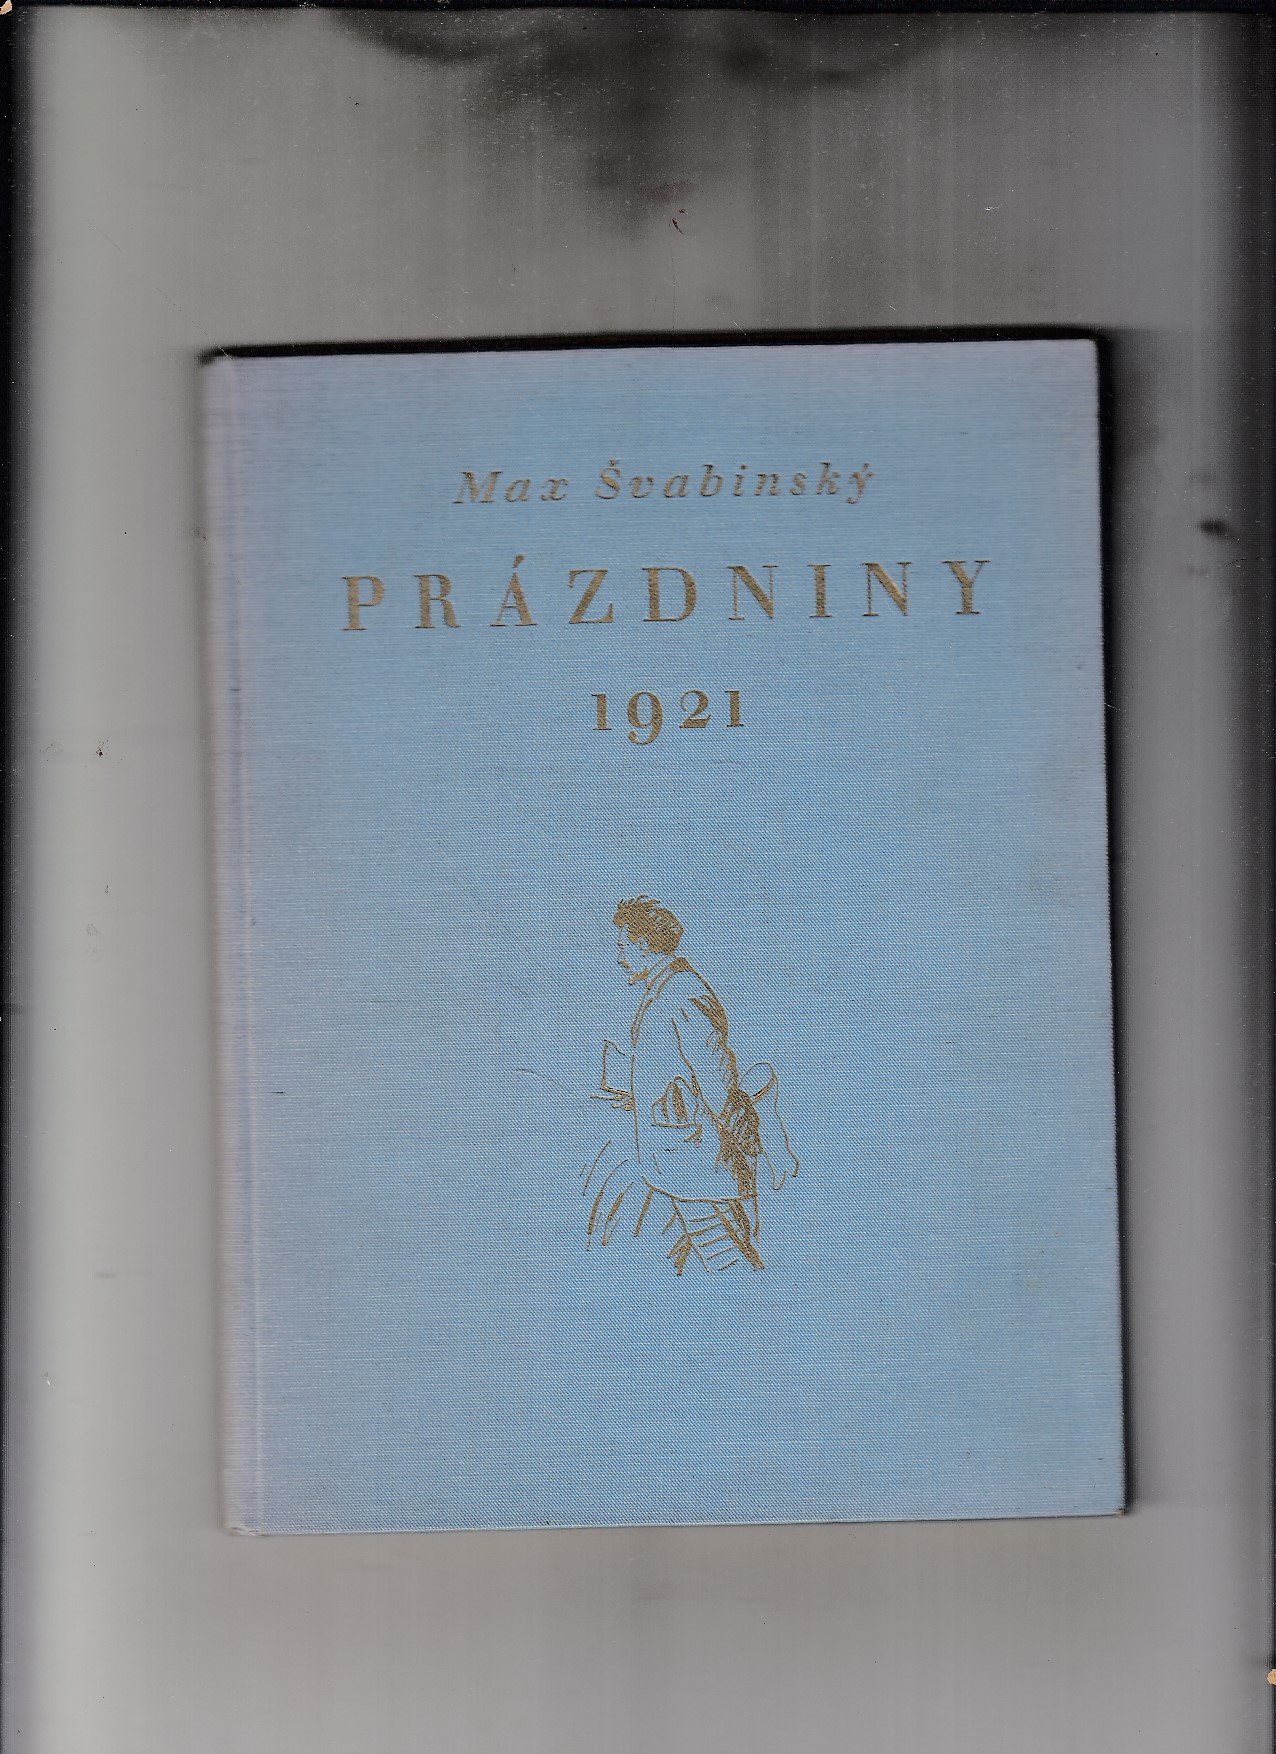 Max Švabinský
PRÁZDNINY
1921